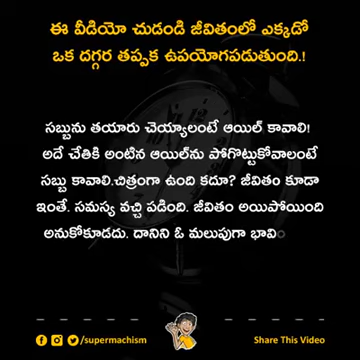 ఈ వీడియో చుడండి జీవితంలో ఎక్కడో
ఒక దగ్గర తప్పక ఉపయోగపడుతుంది.!
సబ్బును తయారు చెయ్యాలంటే ఆయిల్ కావాలి!
అదే చేతికి అంటిన ఆయిల్‌ను పోగొట్టుకోవాలంటే
సబ్బు కావాలి.చిత్రంగా ఉంది కదూ? జీవితం కూడా
ఇంతే. సమస్య వచ్చి పడింది. జీవితం అయిపోయింది
అనుకోకూడదు. దానిని ఓ మలుపుగా భావి
/supermachism
Share This Video